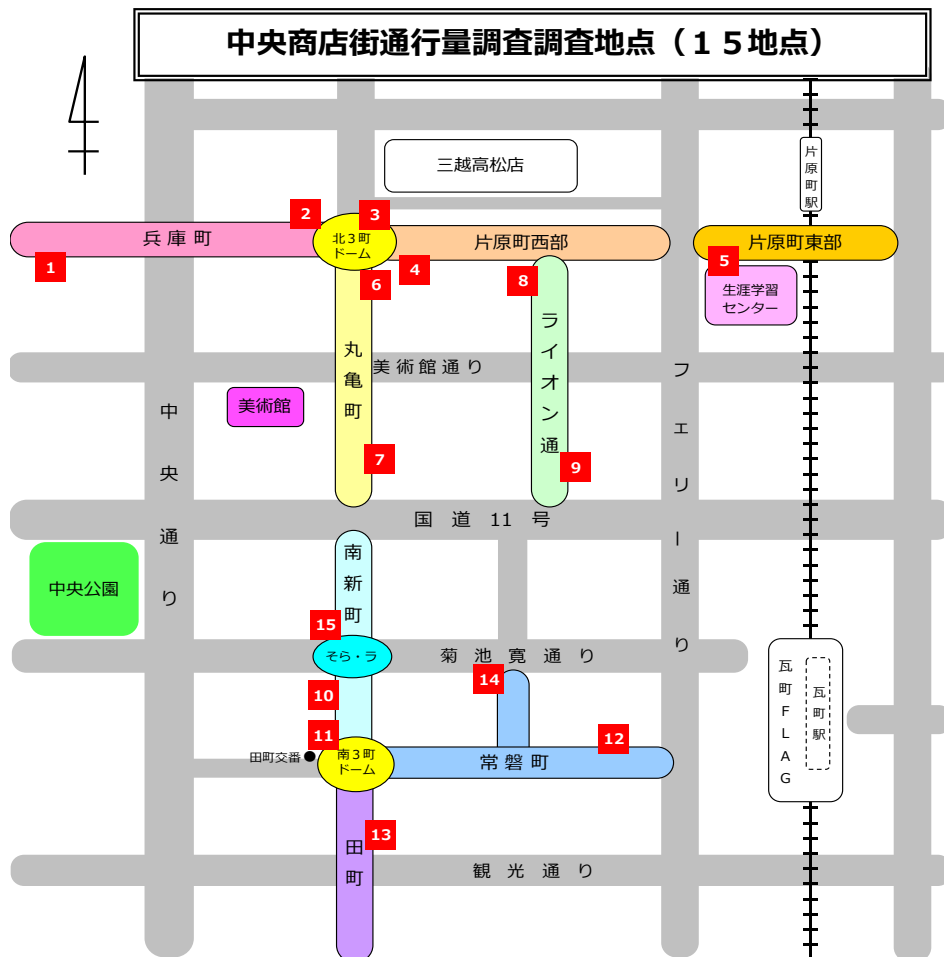 中央商店街通行量調査調査地点（１５地点）
三越高松店
片原町駅
2
3
兵庫町
北３町
ドーム
片原町西部
片原町東部
1
4
5
6
8
生涯学習
センター
丸亀町
ライオン通
美術館通り
フェリー通り
美術館
中央通り
7
9
国道11号
南新町
中央公園
15
そら・ラ
菊池寛通り
14
10
瓦町FLAG
瓦町駅
11
12
田町交番
南３町
ドーム
常磐町
13
田町
観光通り